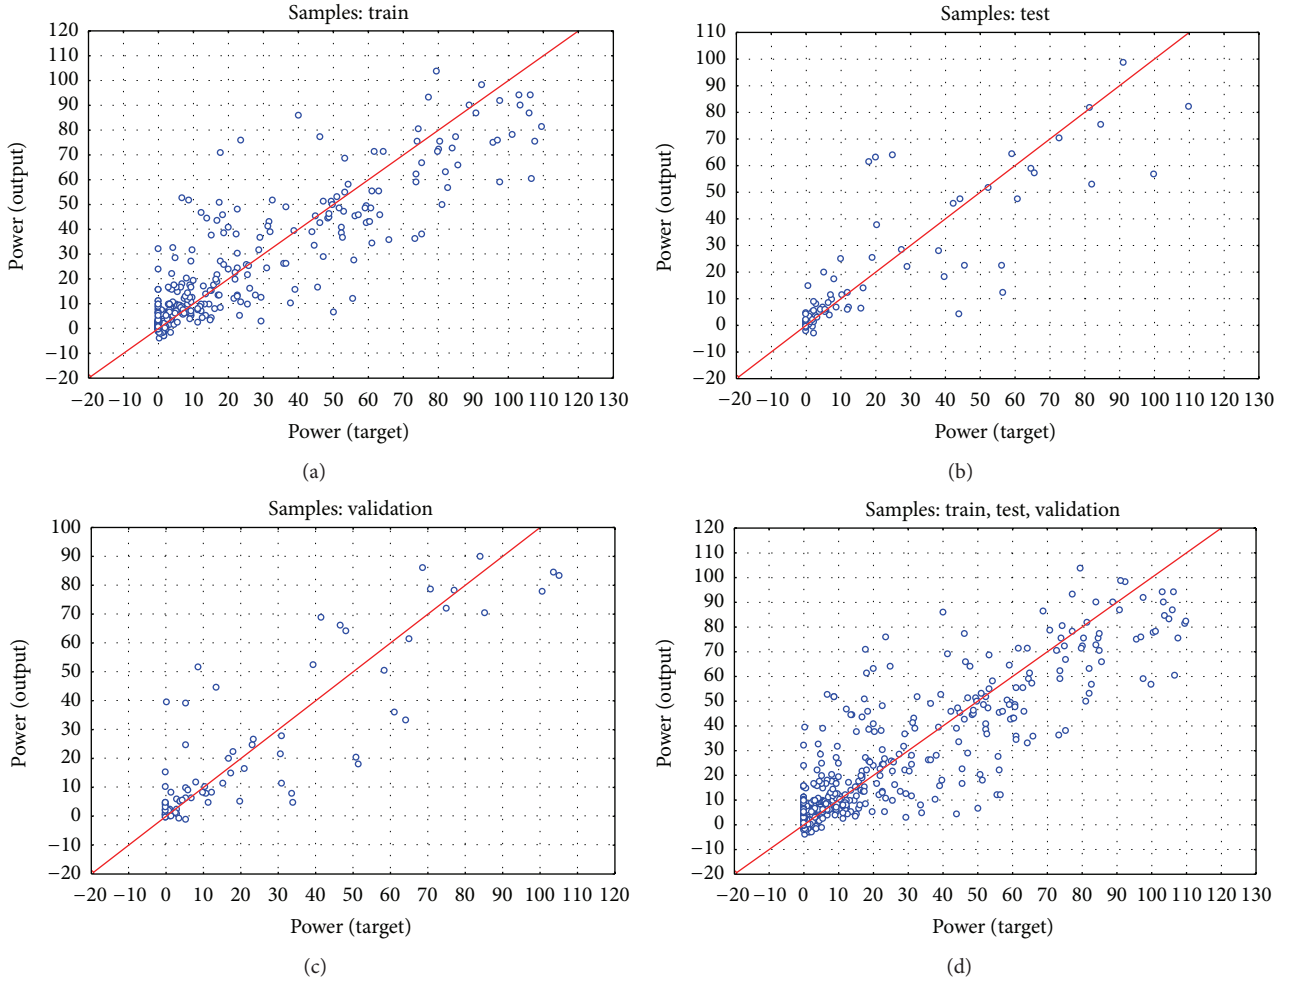 Samples: train
120
110
100
90
80
70
60
50
40
30
20
10
0
−10
−20
Power (output)
−20 −10 0 10 20 30 40 50 60 70 80 90 100 110 120 130
Power (target)
(a)
Samples: test
110
100
90
80
70
60
50
40
30
20
10
0
−10
−20
Power (output)
−20 −10 0 10 20 30 40 50 60 70 80 90 100 110 120 130
Power (target)
(b)
Samples: validation
100
90
80
70
60
50
40
30
20
10
0
−10
−20
Power (output)
−20 −10 0 10 20 30 40 50 60 70 80 90 100 110 120
Power (target)
(c)
Samples: train, test, validation
120
110
100
90
80
70
60
50
40
30
20
10
0
−10
−20
Power (output)
−20 −10 0 10 20 30 40 50 60 70 80 90 100 110 120 130
Power (target)
(d)